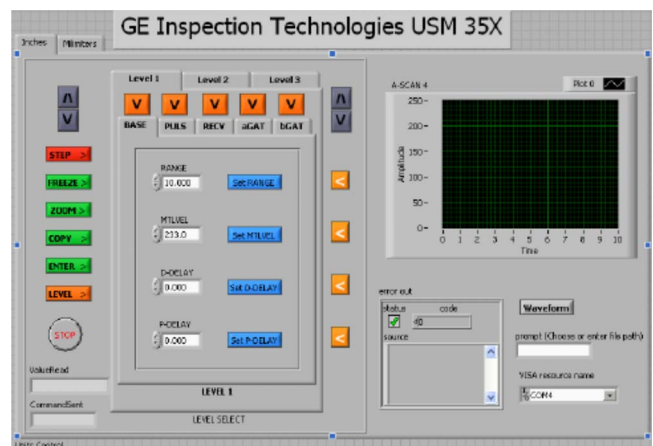 GE Inspection Technologies USM 35X
Inches Milimters
Level 1 Level 2 Level 3
Λ V V V V V Λ
V V
BASE PULS RECV aGAT bGAT
STEP >
FREEZE >
ZOOM >
COPY >
ENTER >
LEVEL >
STOP
ValueRead
CommandSent
RANGE
10.000 Set RANGE <
MTLVEL
233.0 Set MTLVEL <
D-DELAY
0.000 Set D-DELAY <
P-DELAY
0.000 Set P-DELAY <
LEVEL 1
LEVEL SELECT
A-SCAN 4 Plot 0
Amplitude
250-
200-
150-
100-
50-
0-
0 1 2 3 4 5 6 7 8 9 10
Time
error out
status code
source
Waveform
prompt (Choose or enter file path)
VISA resource name
COM4
Units Control